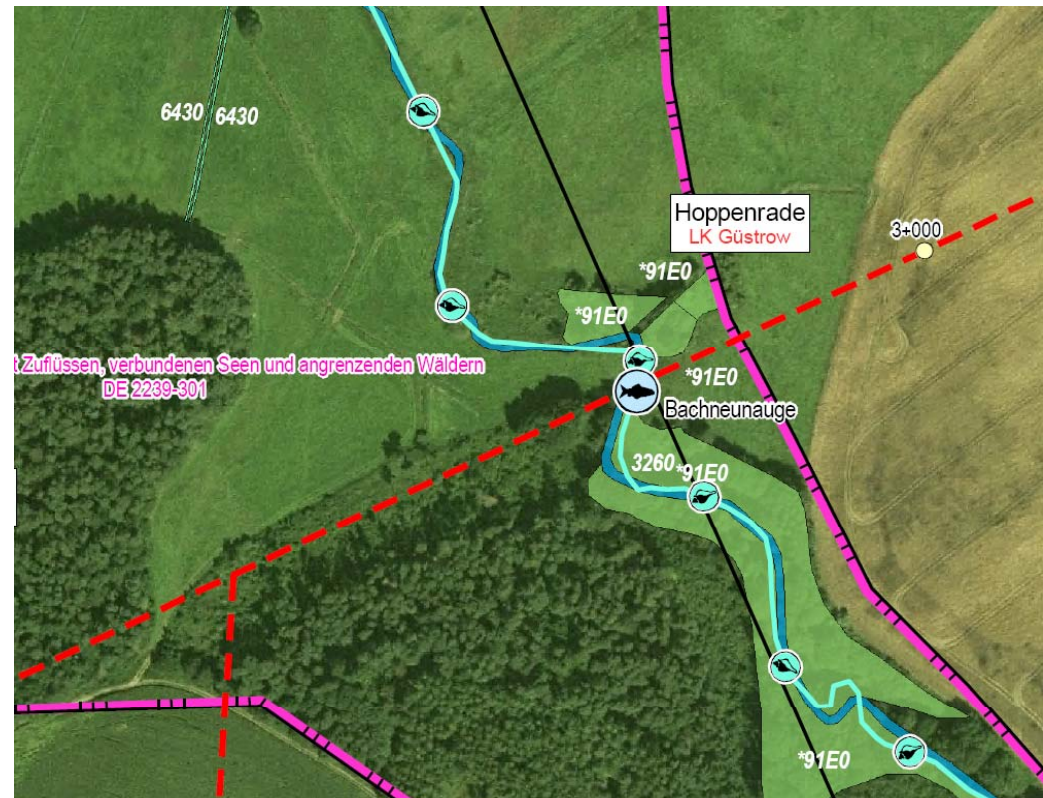 6430 6430
Hoppenrade
LK Güstrow
3+000
*91E0
*91E0
t Zuflüssen, verbundenen Seen und angrenzenden Wäldern
DE 2239-301
*91E0
Bachneunauge
3260 *91E0
*91E0